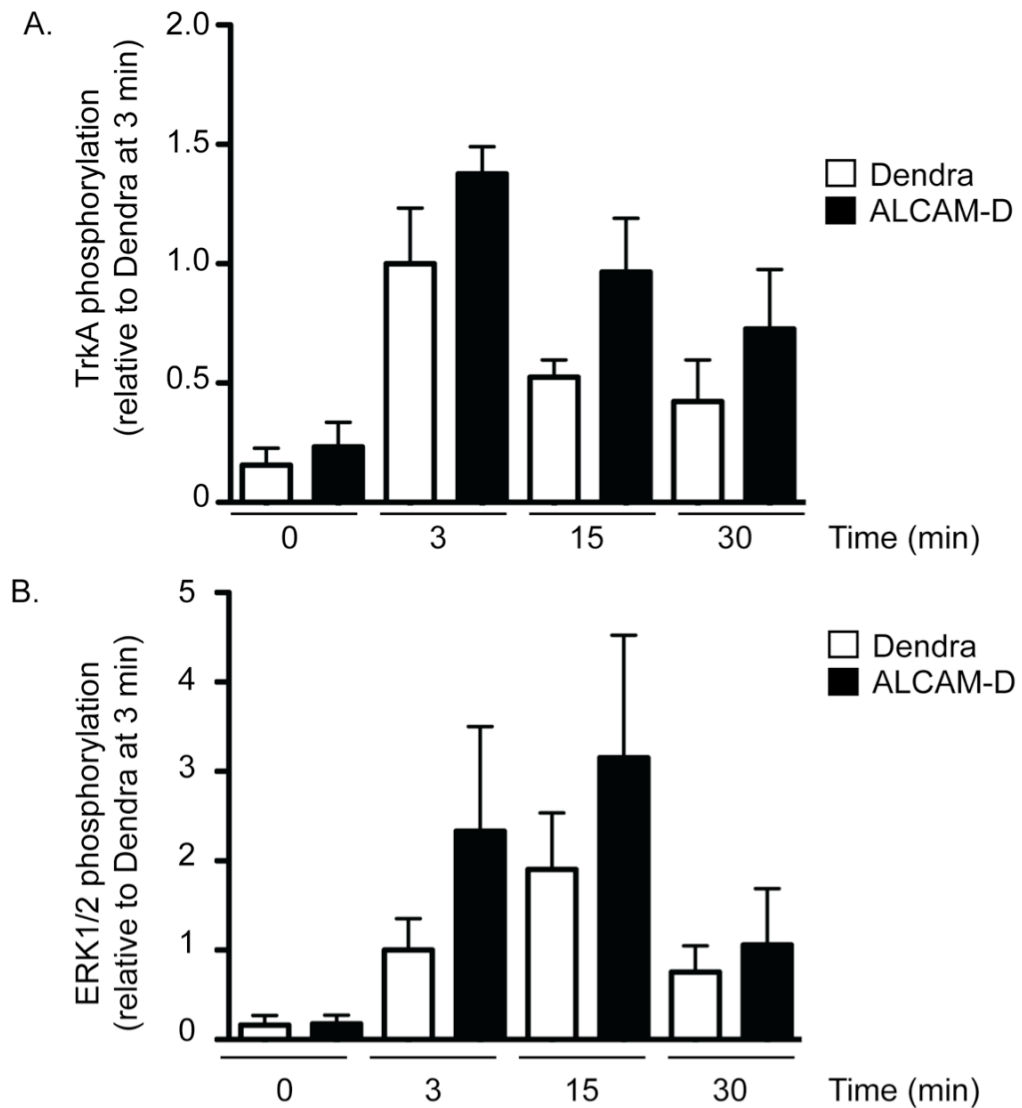 A.
TrkA phosphorylation
(relative to Dendra at 3 min)
2.0
1.5
1.0
0.5
0
Dendra
ALCAM-D
0 3 15 30 Time (min)
B.
ERK1/2 phosphorylation
(relative to Dendra at 3 min)
5
4
3
2
1
0
Dendra
ALCAM-D
0 3 15 30 Time (min)